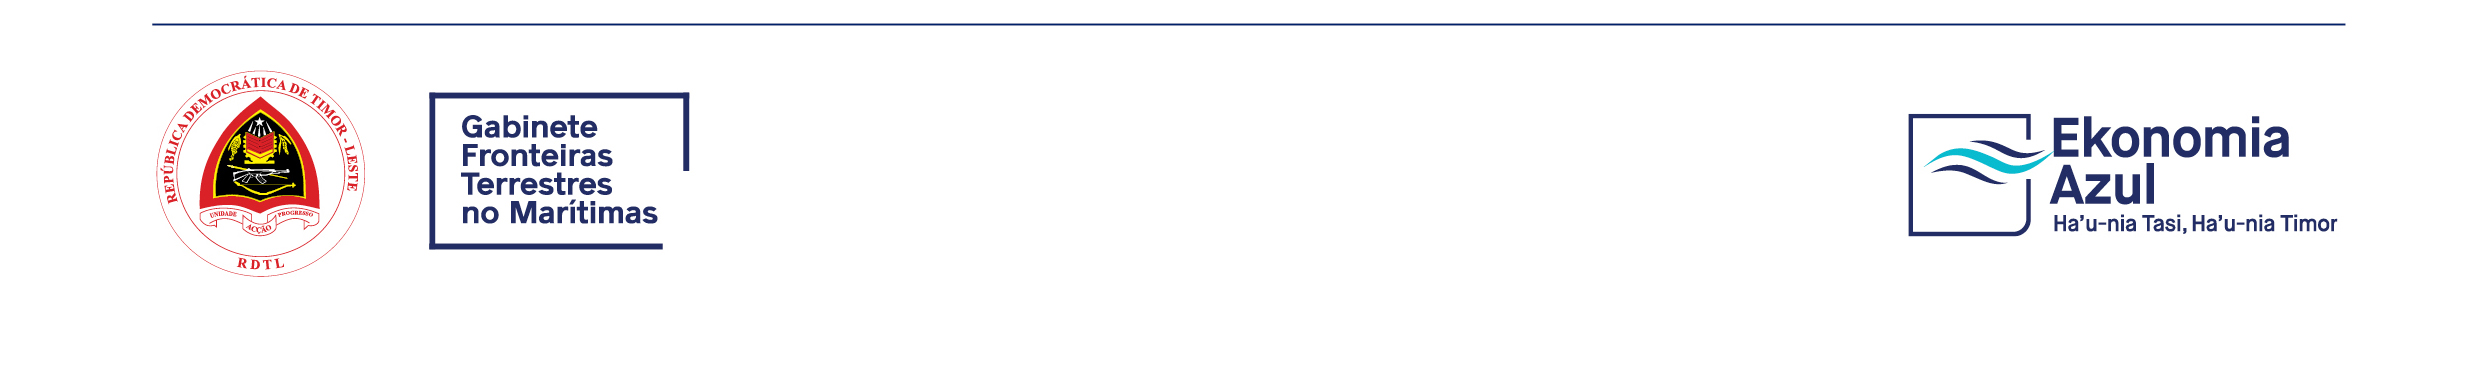 REPÚBLICA DEMOCRÁTICA DE TIMOR - LESTE
UNIDADE
PROGRESSO
ACÇÃO
RDTL
Gabinete
Fronteiras
Terrestres
no Marítimas
Ekonomia
Azul
Ha'u-nia Tasi, Ha'u-nia Timor